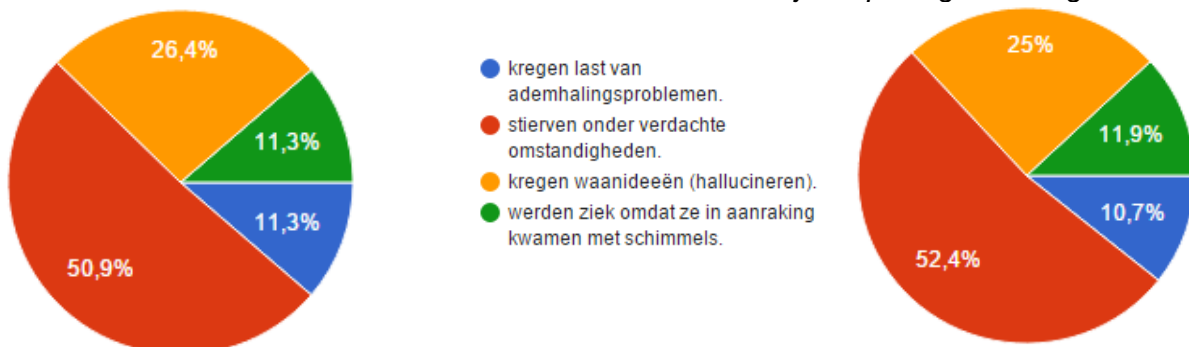 26,4%
11,3%
11,3%
50,9%
kregen last van
ademhalingsproblemen.
stierven onder verdachte
omstandigheden.
kregen waanideeën (hallucineren).
werden ziek omdat ze in aanraking
kwamen met schimmels.
25%
11,9%
10,7%
52,4%